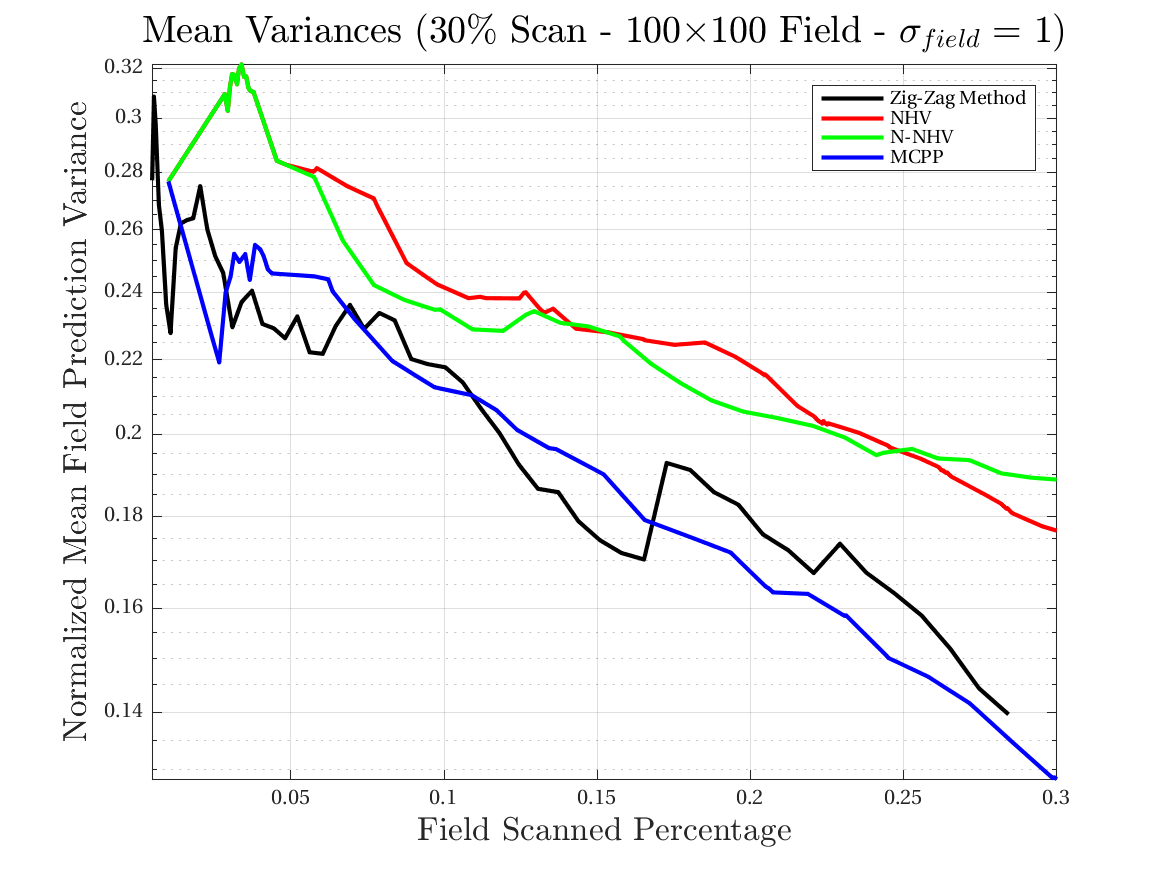 Mean Variances (30% Scan - 100×100 Field - σfield = 1)
Normalized Mean Field Prediction Variance
0.32
0.3
0.28
0.26
0.24
0.22
0.2
0.18
0.16
0.14
Zig-Zag Method
NHV
N-NHV
MCPP
0.05 0.1 0.15 0.2 0.25 0.3
Field Scanned Percentage